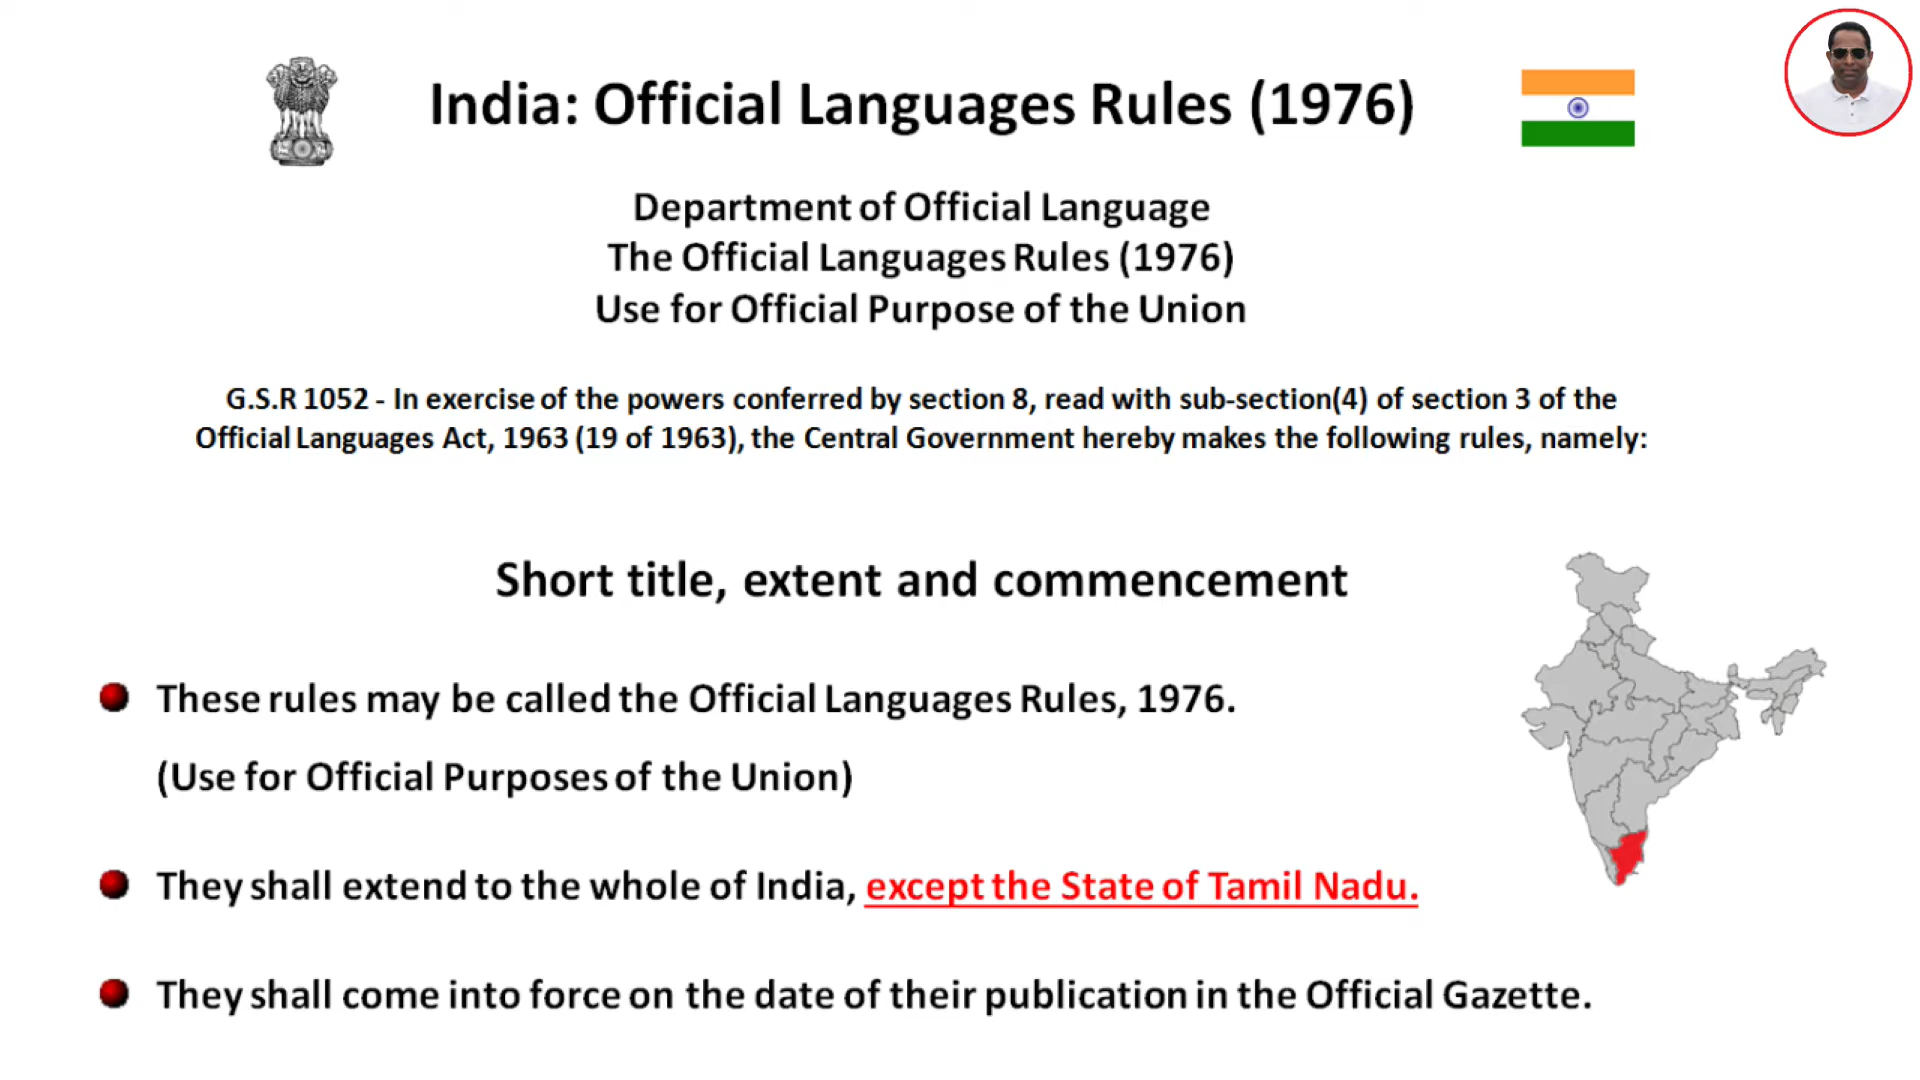 India: Official Languages Rules (1976)
Department of Official Language
The Official Languages Rules (1976)
Use for Official Purpose of the Union
G.S.R 1052 - In exercise of the powers conferred by section 8, read with sub-section(4) of section 3 of the
Official Languages Act, 1963 (19 of 1963), the Central Government hereby makes the following rules, namely:
Short title, extent and commencement
These rules may be called the Official Languages Rules, 1976.
(Use for Official Purposes of the Union)
They shall extend to the whole of India, except the State of Tamil Nadu.
They shall come into force on the date of their publication in the Official Gazette.